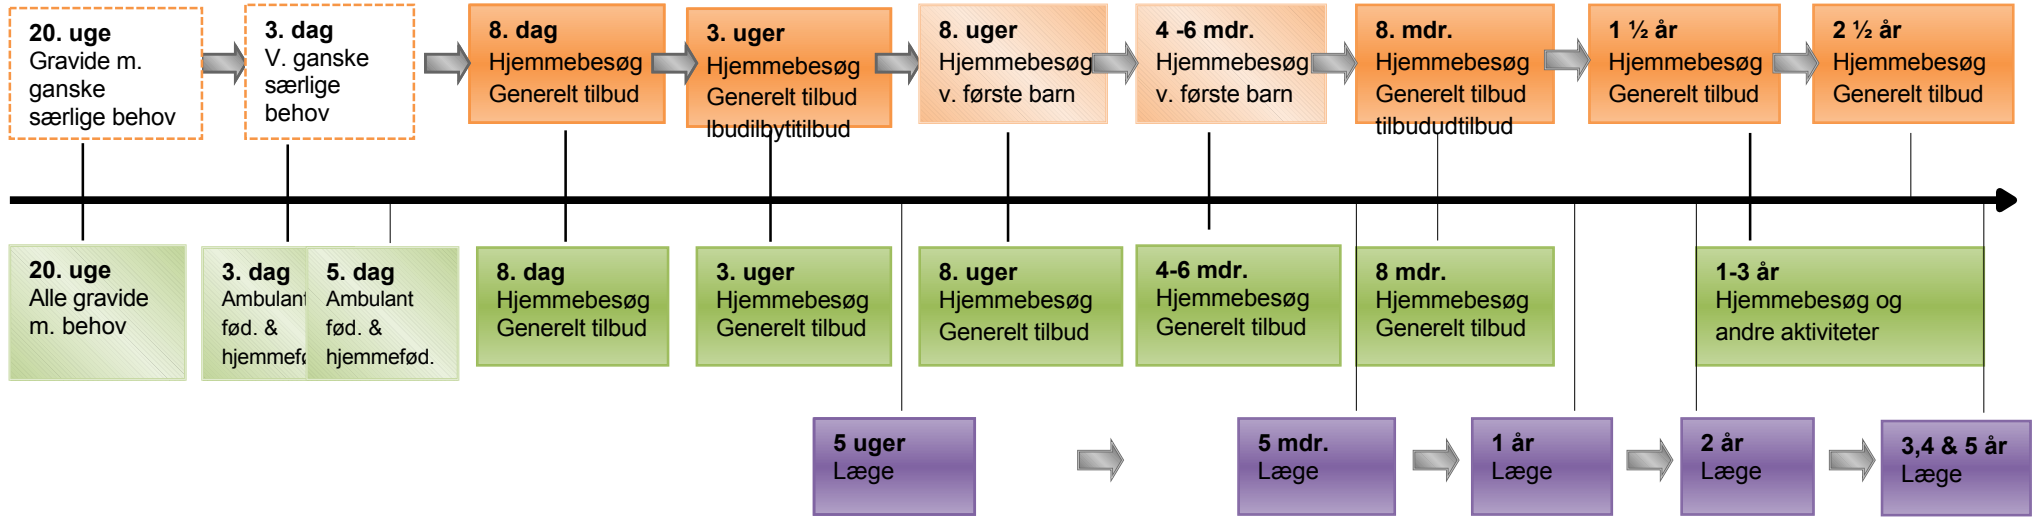 20. uge
Gravide m.
ganske
særlige behov
3. dag
V. ganske
særlige
behov
8. dag
Hjemmebesøg
Generelt tilbud
3. uger
Hjemmebesøg
Generelt tilbud
lbudilbytitilbud
8. uger
Hjemmebesøg
v. første barn
4 -6 mdr.
Hjemmebesøg
v. første barn
8. mdr.
Hjemmebesøg
Generelt tilbud
tilbududtilbud
1 ½ år
Hjemmebesøg
Generelt tilbud
2 ½ år
Hjemmebesøg
Generelt tilbud
20. uge
Alle gravide
m. behov
3. dag
Ambulant
fød. &
hjemmefø
5. dag
Ambulant
fød. &
hjemmefød.
8. dag
Hjemmebesøg
Generelt tilbud
3. uger
Hjemmebesøg
Generelt tilbud
8. uger
Hjemmebesøg
Generelt tilbud
4-6 mdr.
Hjemmebesøg
Generelt tilbud
8 mdr.
Hjemmebesøg
Generelt tilbud
1-3 år
Hjemmebesøg og
andre aktiviteter
5 uger
Læge
5 mdr.
Læge
1 år
Læge
2 år
Læge
3,4 & 5 år
Læge